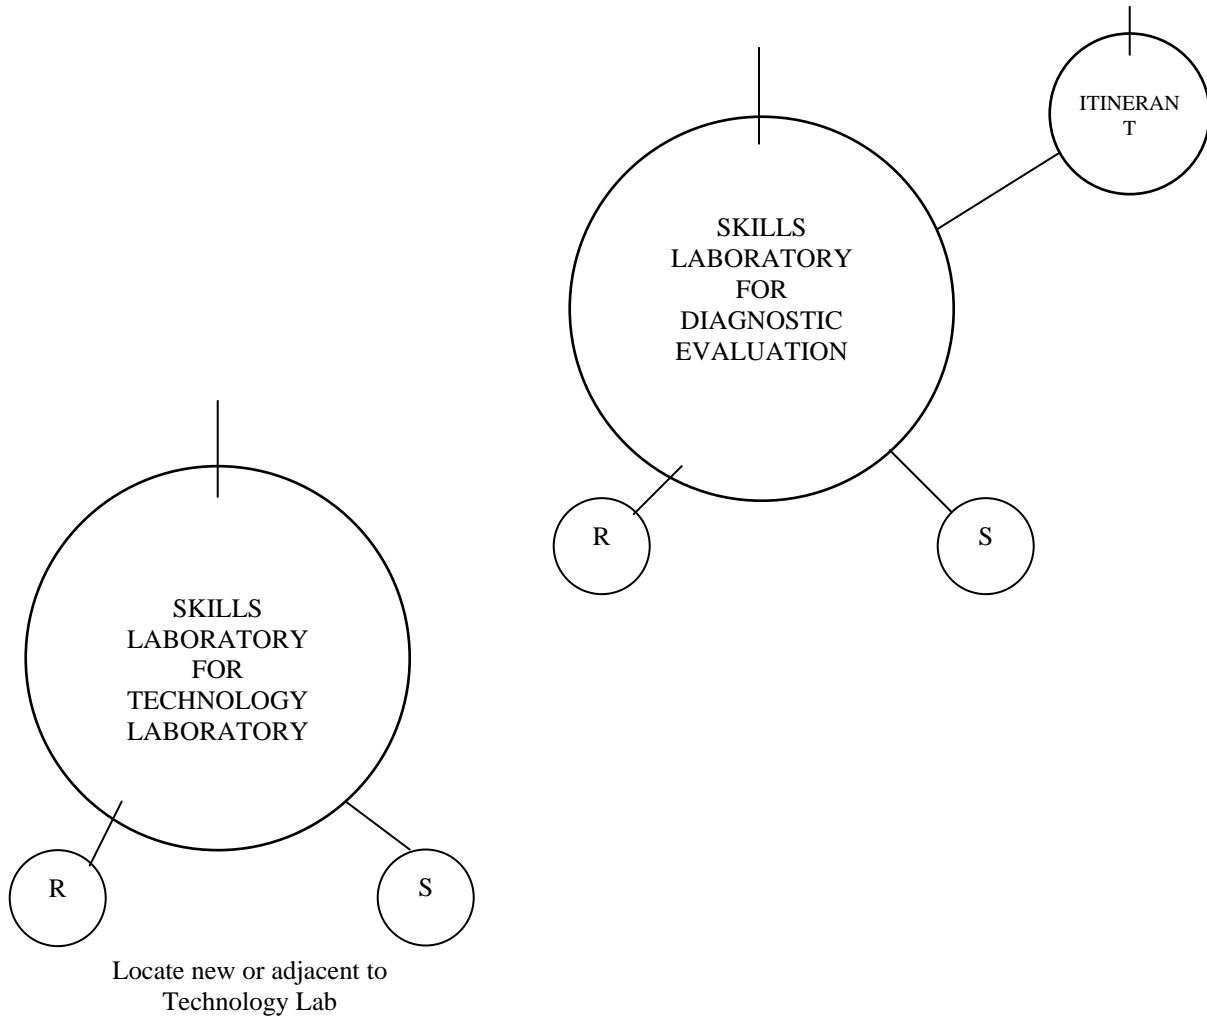 ITINERAN
T
SKILLS
LABORATORY
FOR
DIAGNOSTIC
EVALUATION
R
S
SKILLS
LABORATORY
FOR
TECHNOLOGY
LABORATORY
R
S
Locate new or adjacent to
Technology Lab